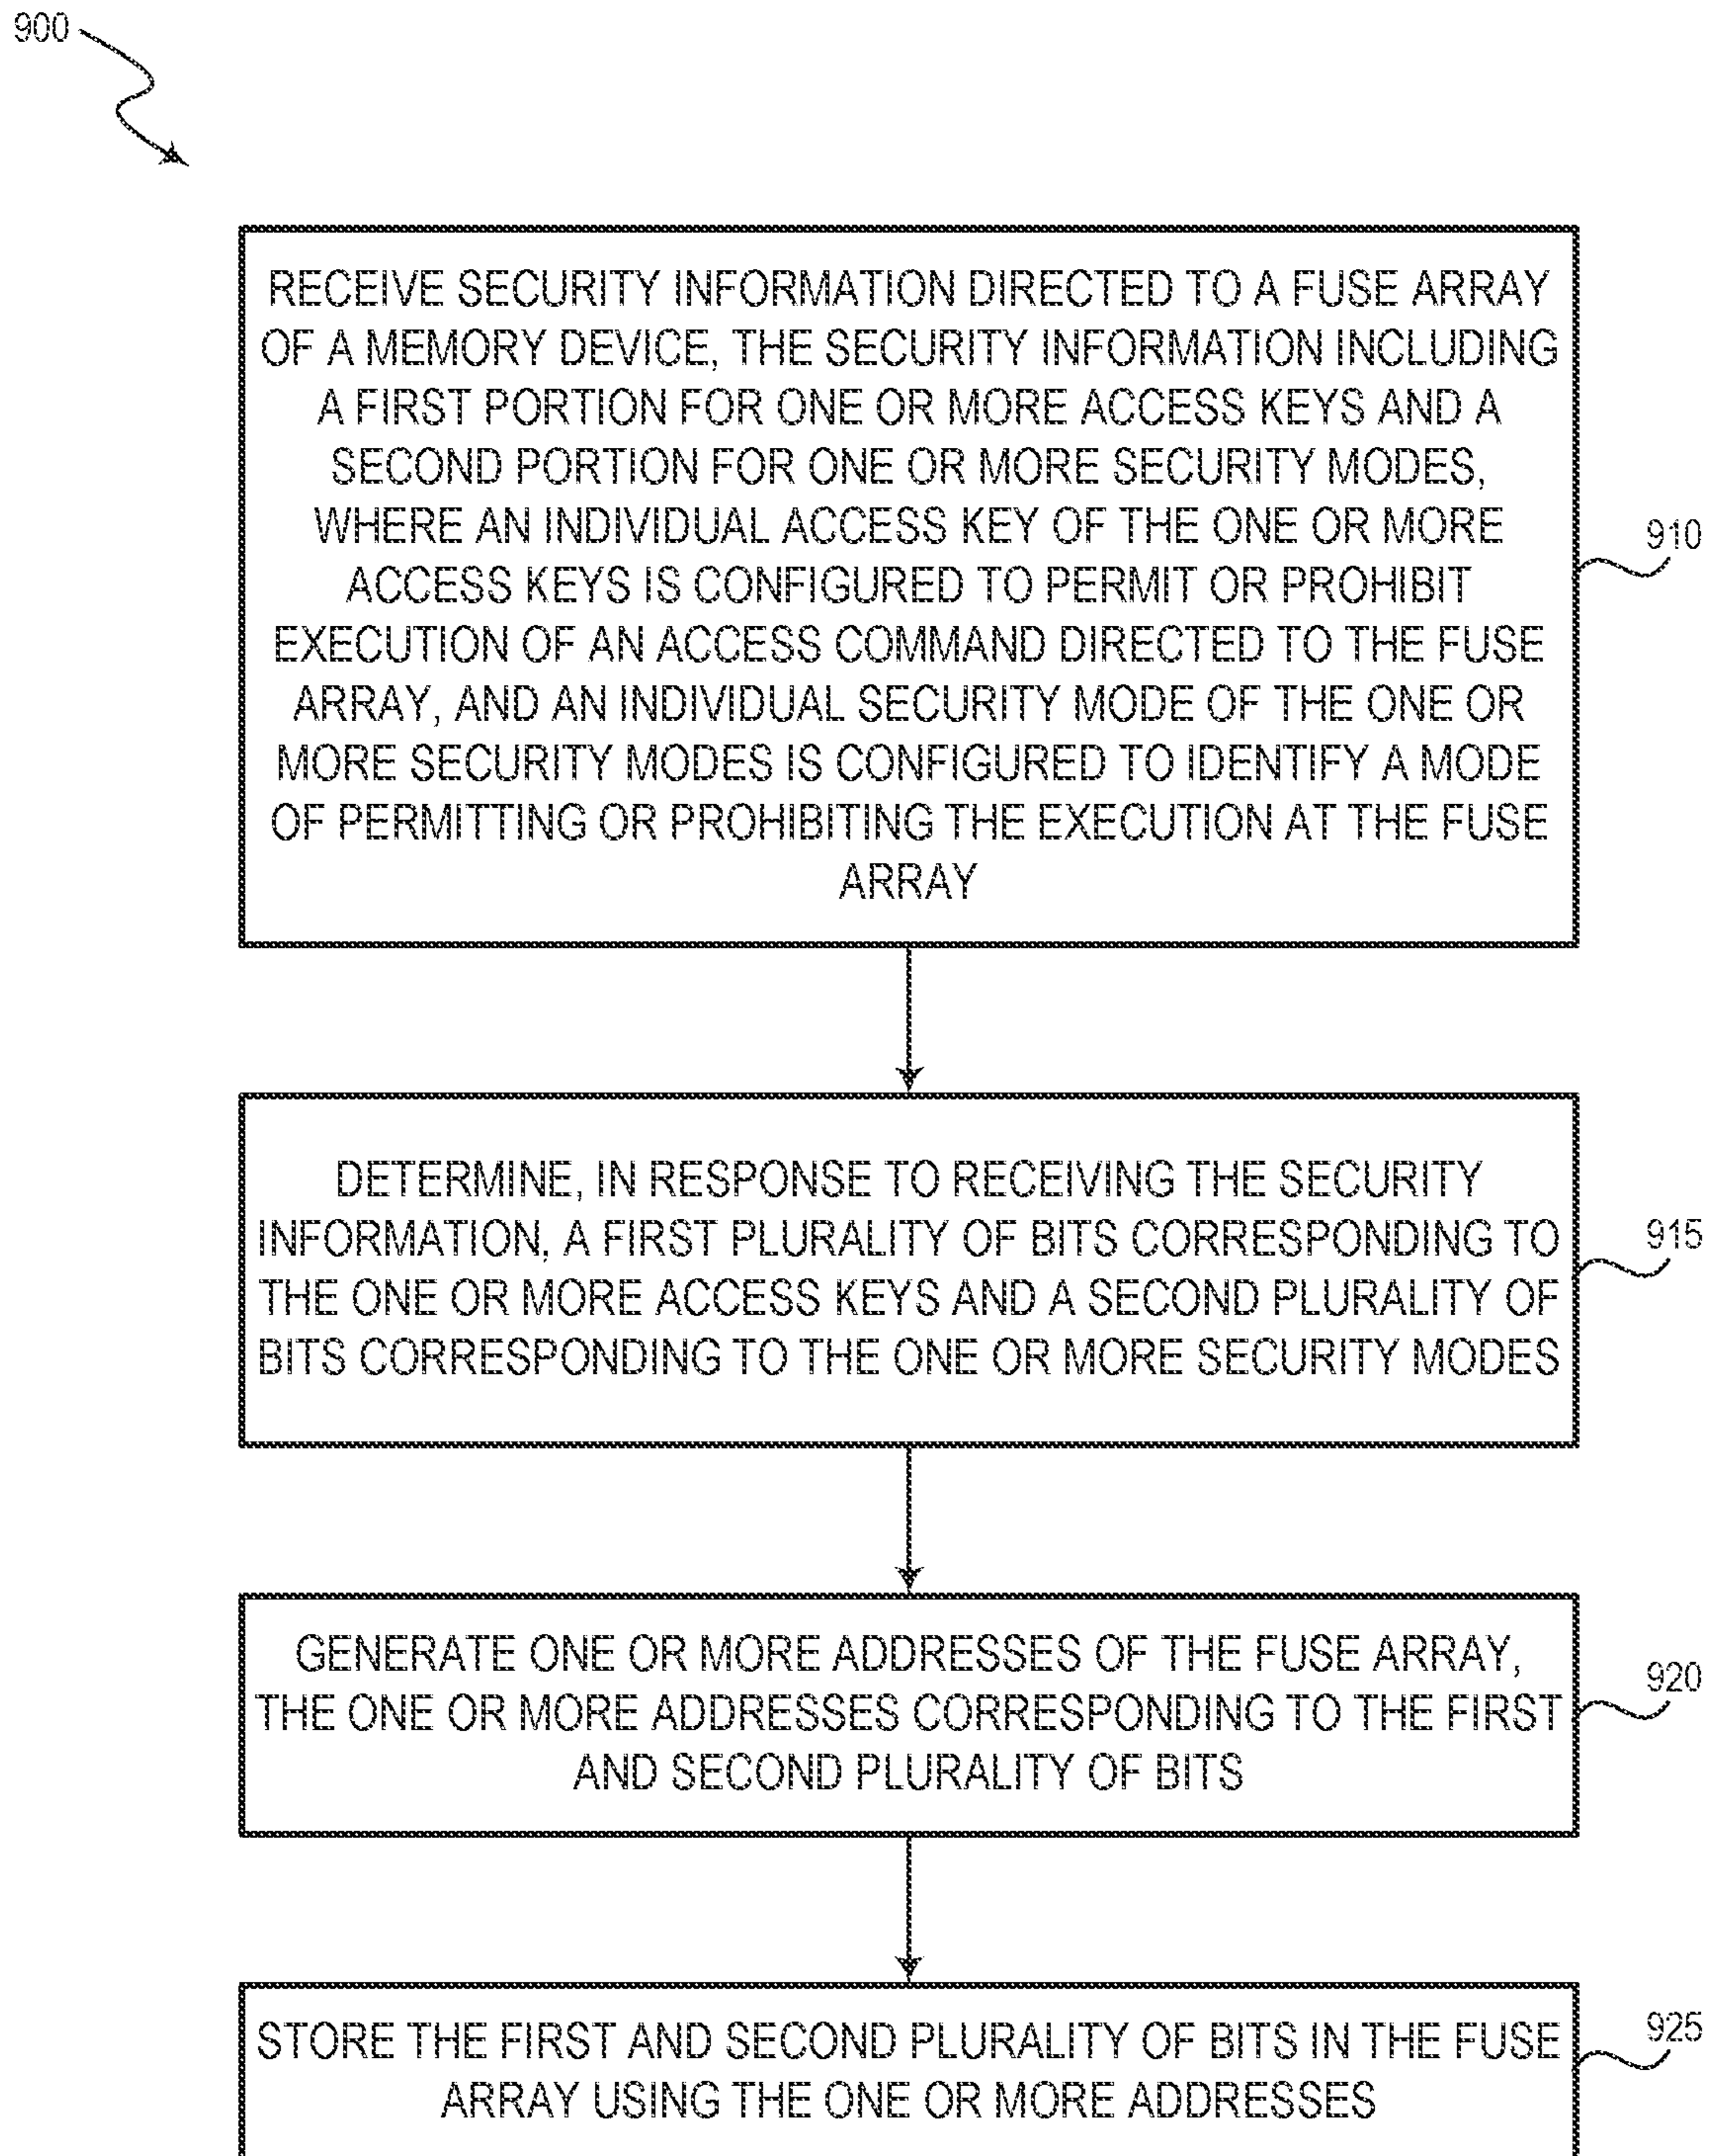 900
RECEIVE SECURITY INFORMATION DIRECTED TO A FUSE ARRAY
OF A MEMORY DEVICE, THE SECURITY INFORMATION INCLUDING
A FIRST PORTION FOR ONE OR MORE ACCESS KEYS AND A
SECOND PORTION FOR ONE OR MORE SECURITY MODES,
WHERE AN INDIVIDUAL ACCESS KEY OF THE ONE OR MORE
ACCESS KEYS IS CONFIGURED TO PERMIT OR PROHIBIT
EXECUTION OF AN ACCESS COMMAND DIRECTED TO THE FUSE
ARRAY, AND AN INDIVIDUAL SECURITY MODE OF THE ONE OR
MORE SECURITY MODES IS CONFIGURED TO IDENTIFY A MODE
OF PERMITTING OR PROHIBITING THE EXECUTION AT THE FUSE
ARRAY
910
DETERMINE, IN RESPONSE TO RECEIVING THE SECURITY
INFORMATION, A FIRST PLURALITY OF BITS CORRESPONDING TO
THE ONE OR MORE ACCESS KEYS AND A SECOND PLURALITY OF
BITS CORRESPONDING TO THE ONE OR MORE SECURITY MODES
915
GENERATE ONE OR MORE ADDRESSES OF THE FUSE ARRAY,
THE ONE OR MORE ADDRESSES CORRESPONDING TO THE FIRST
AND SECOND PLURALITY OF BITS
920
STORE THE FIRST AND SECOND PLURALITY OF BITS IN THE FUSE
ARRAY USING THE ONE OR MORE ADDRESSES
925